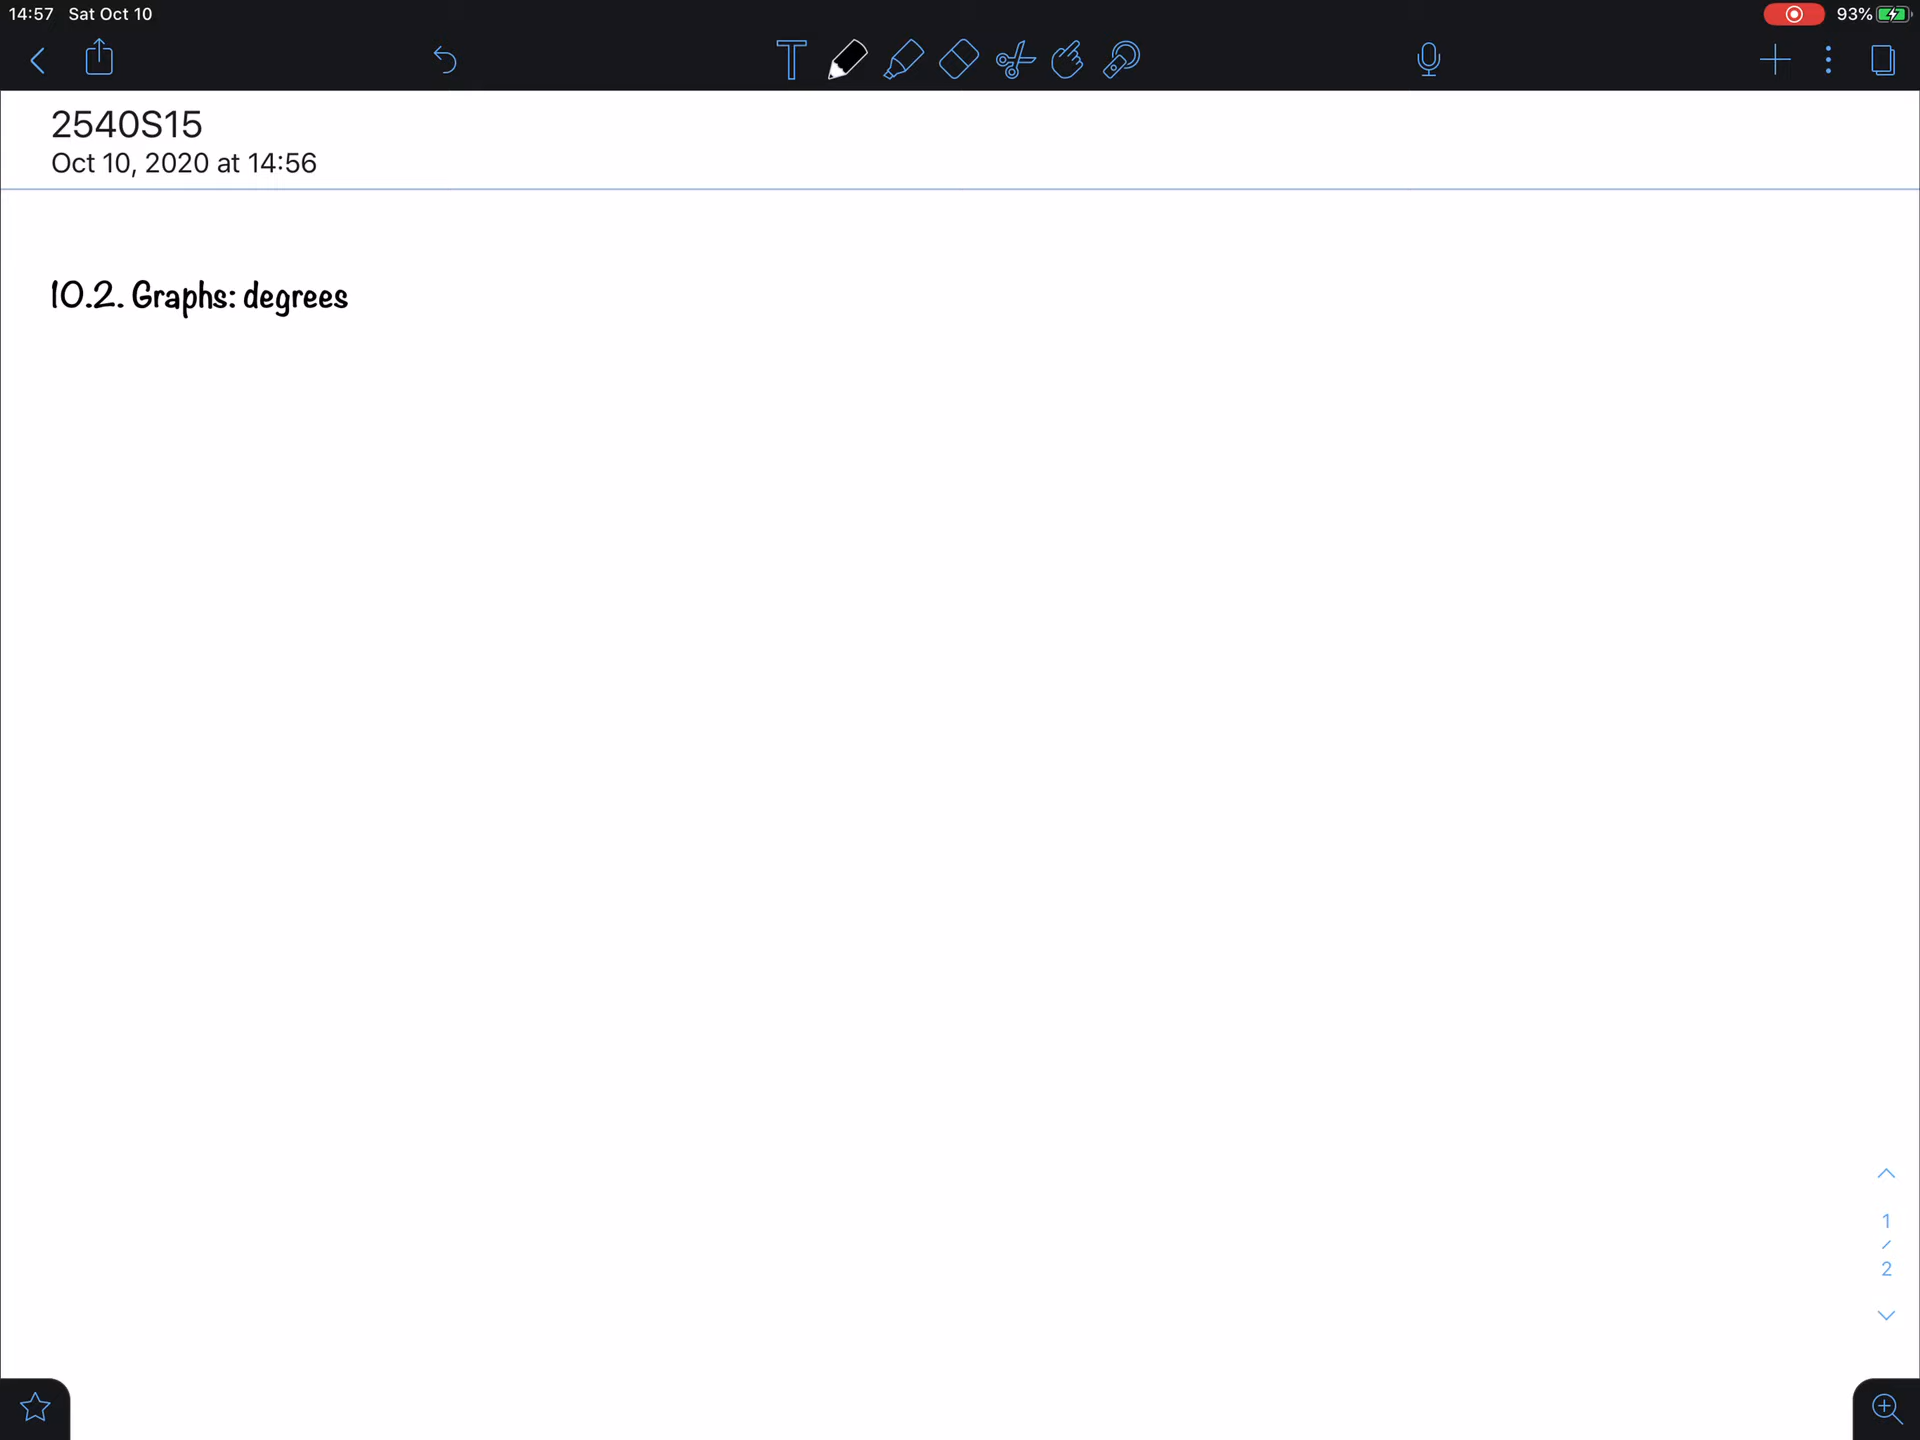 14:57 Sat Oct 10
93%
T
2540S15
Oct 10, 2020 at 14:56
10.2. Graphs: degrees
1
/
2